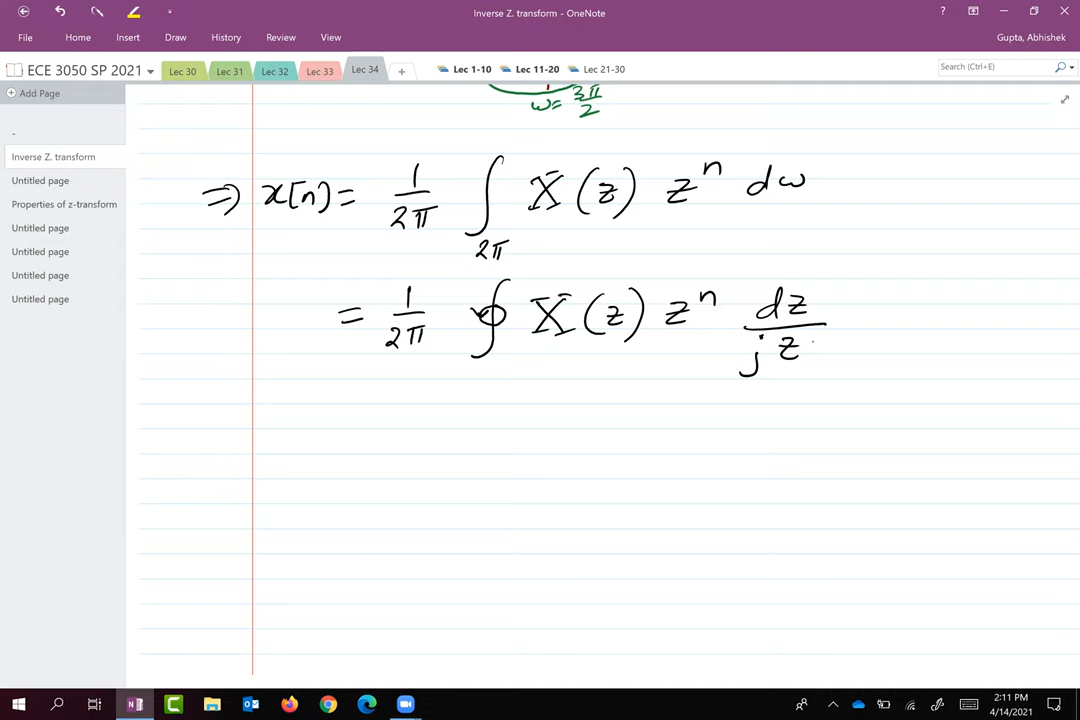 Inverse Z. transform - OneNote
?
File Home Insert Draw History Review View
Gupta, Abhishek
ECE 3050 SP 2021
Lec 30 Lec 31 Lec 32 Lec 33 Lec 34 +
Lec 1-10 Lec 11-20 Lec 21-30
Search (Ctrl+E)
Add Page
-
Inverse Z. transform
Untitled page
Properties of z-transform
Untitled page
Untitled page
Untitled page
Untitled page
ω = 3π/2
⇒ x[n] = 1/2π ∫_2π X(z) z^n dω
= 1/2π ∮ X(z) z^n dz/jz
2:11 PM
4/14/2021